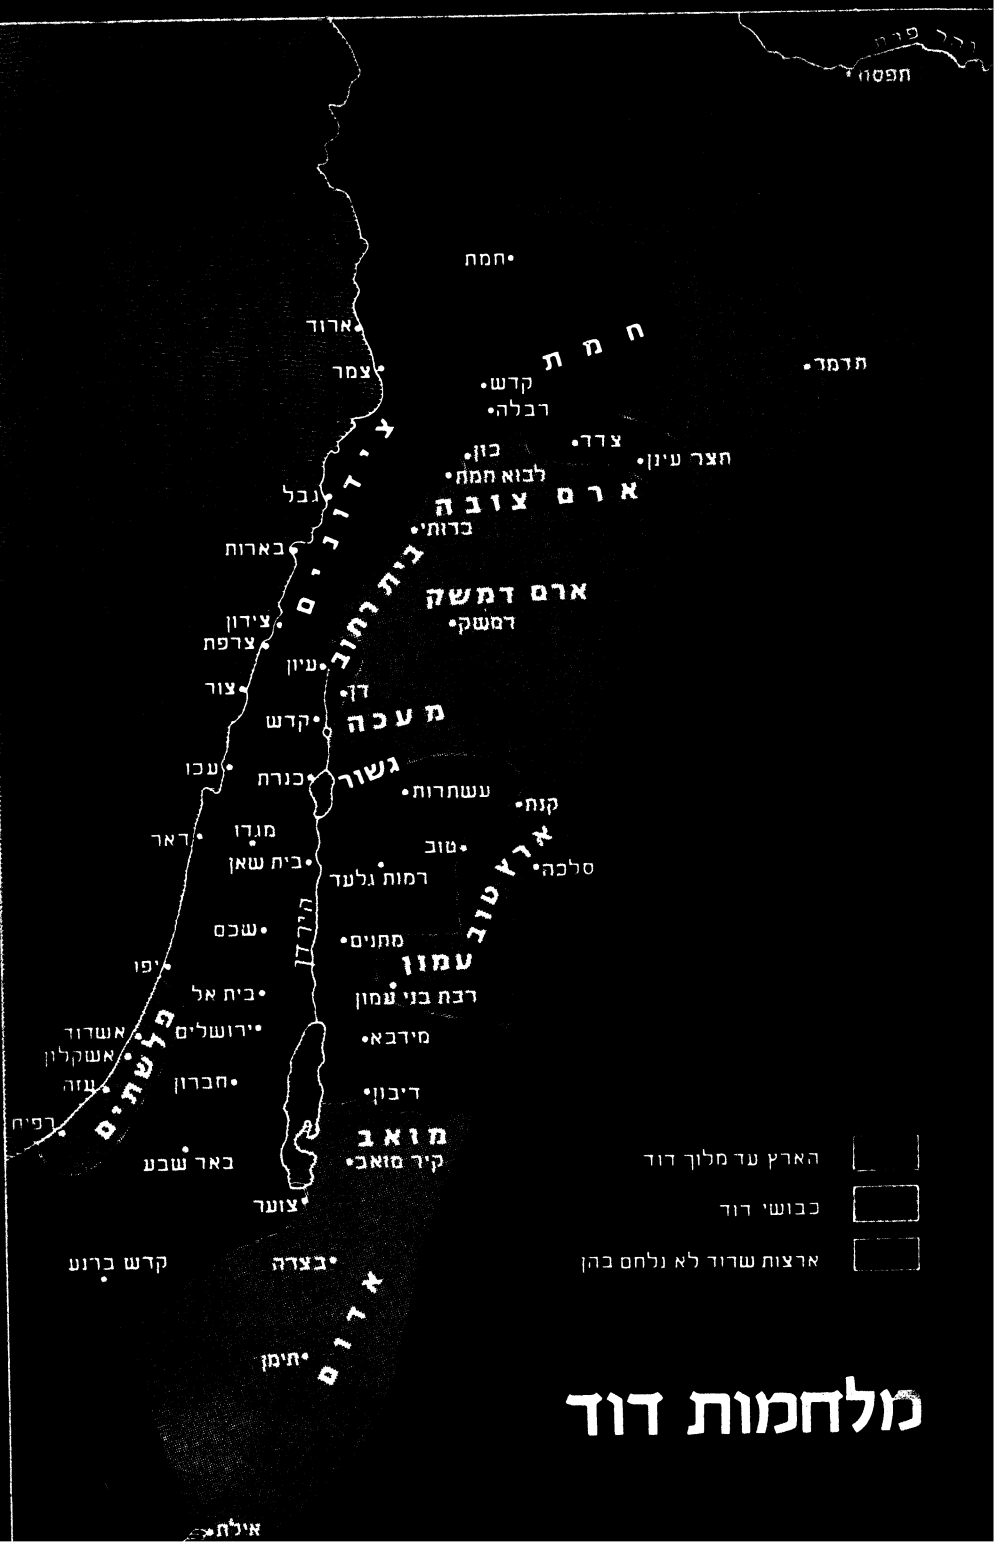 נהר פרת
תפסח
חמת
ארוד
חמת
צמר
תדמר
קדש
רבלה
צידונים
צדד
כון
חצר עינן
לבוא חמת
גבל
ארם צובה
ברותי
בארות
בית רחוב
ארם דמשק
דמשק
צידון
צרפת
עיון
צור
דן
קדש
מעכה
עכו
כנרת
גשור
עשתרות
קנת
דאר
מגדו
טוב
ארץ טוב
בית שאן
סלכה
רמות גלעד
הירדן
שכם
מחנים
יפו
עמון
בית אל
רבת בני עמון
פלשתים
אשדוד
ירושלים
מידבא
אשקלון
עזה
חברון
דיבון
רפיח
מואב
באר שבע
קיר מואב
הארץ עד מלוך דוד
צוער
כבושי דוד
קדש ברנע
בצרה
ארצות שדוד לא נלחם בהן
אדום
תימן
מלחמות דוד
אילת